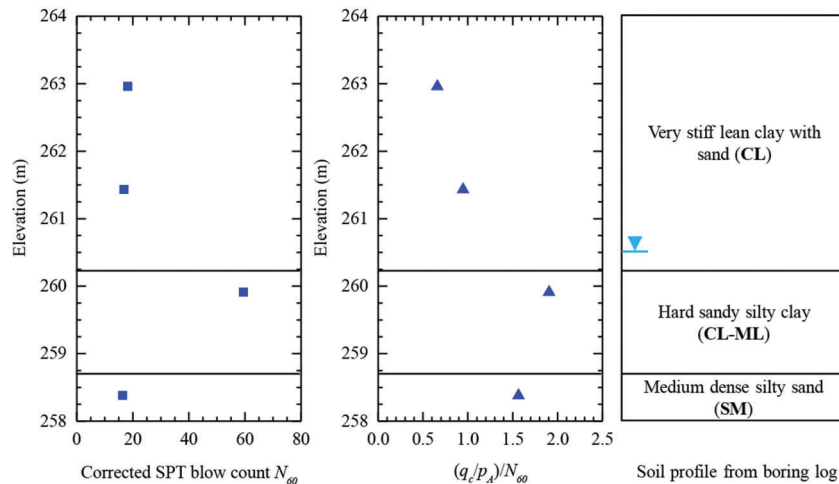 264
263
262
261
260
259
258
Elevation (m)
0
20
40
60
80
Corrected SPT blow count N60
264
263
262
261
260
259
258
Elevation (m)
0.0
0.5
1.0
1.5
2.0
2.5
(qc/pA)/N60
Very stiff lean clay with
sand (CL)
Hard sandy silty clay
(CL-ML)
Medium dense silty sand
(SM)
Soil profile from boring log